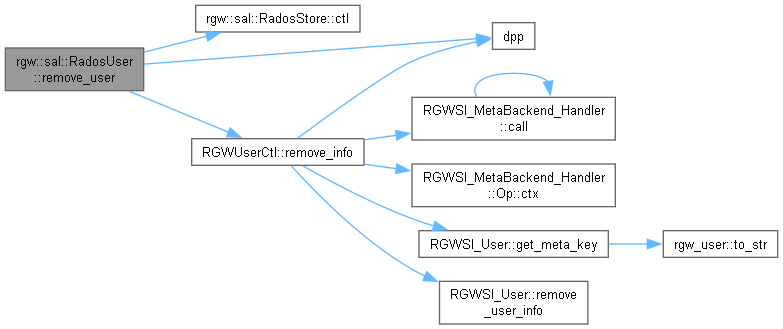 rgw::sal::RadosStore::ctl
dpp
rgw::sal::RadosUser
::remove_user
RGWSI_MetaBackend_Handler
::call
RGWUserCtl::remove_info
RGWSI_MetaBackend_Handler
::Op::ctx
RGWSI_User::get_meta_key
rgw_user::to_str
RGWSI_User::remove
_user_info